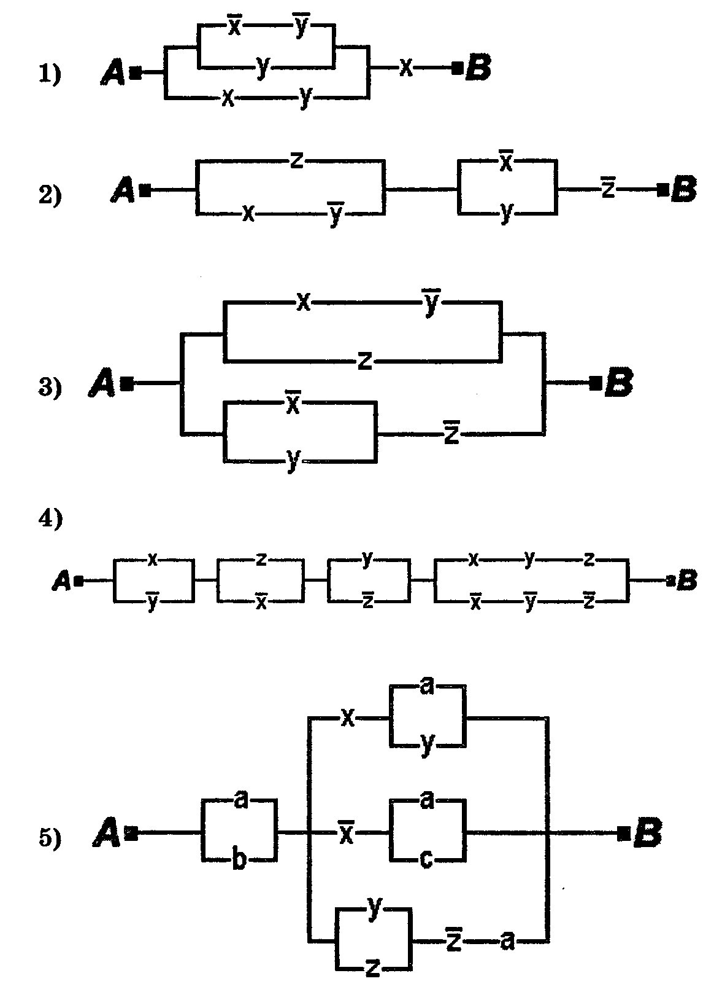 x̅ y̅
1) A y x B
x y
z x̅
2) A z̅ B
x y̅ y
x y̅
z
3) A B
x̅
z̅
y
4)
x z y x y z
A B
y̅ x̅ z̅ x̅ y̅ z̅
a
x
y
a a
5) A x̅ B
b c
y
z̅ a
z